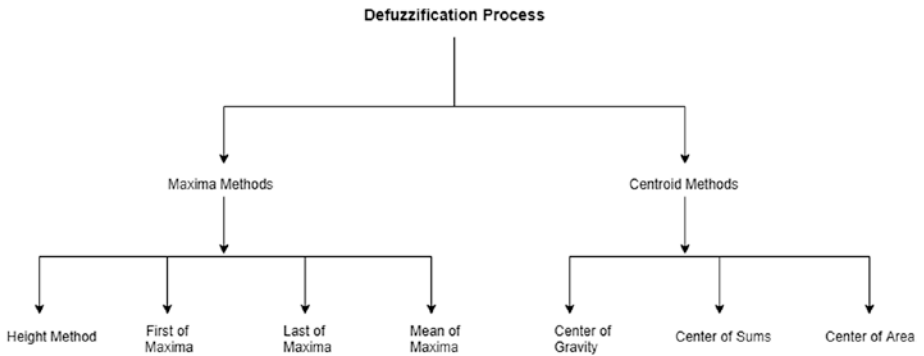 Defuzzification Process
Maxima Methods
Centroid Methods
Height Method
First of
Maxima
Last of
Maxima
Mean of
Maxima
Center of
Gravity
Center of Sums
Center of Area